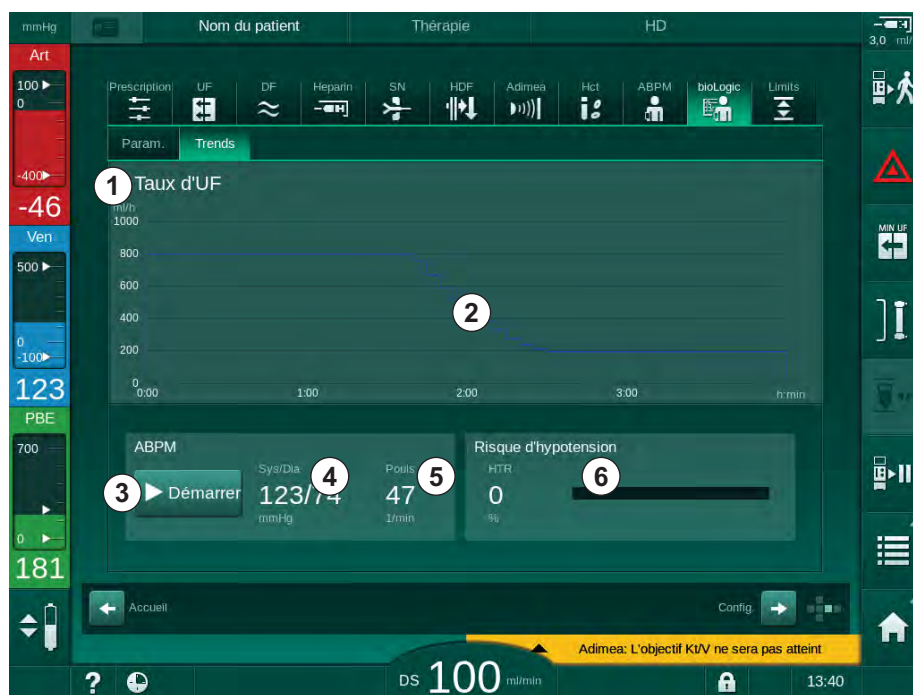 mmHg
Nom du patient
Thérapie
HD
3,0 ml/
Art
100
0
-400
-46
Ven
500
0
-100
123
PBE
700
0
181
Prescription
UF
DF
Heparin
SN
HDF
Adimea
Hct
ABPM
bioLogic
Limits
Param.
Trends
1
Taux d'UF
ml/h
1000
800
600
400
200
0
0:00
1:00
2:00
3:00
h:min
2
ABPM
3
Démarrer
Sys/Dia
123/74
mmHg
4
Pouls
47
1/min
5
Risque d'hypotension
HTR
0
%
6
MIN UF
Accueil
Config.
Adimea: L'objectif Kt/V ne sera pas atteint
?
DS 100 ml/min
13:40